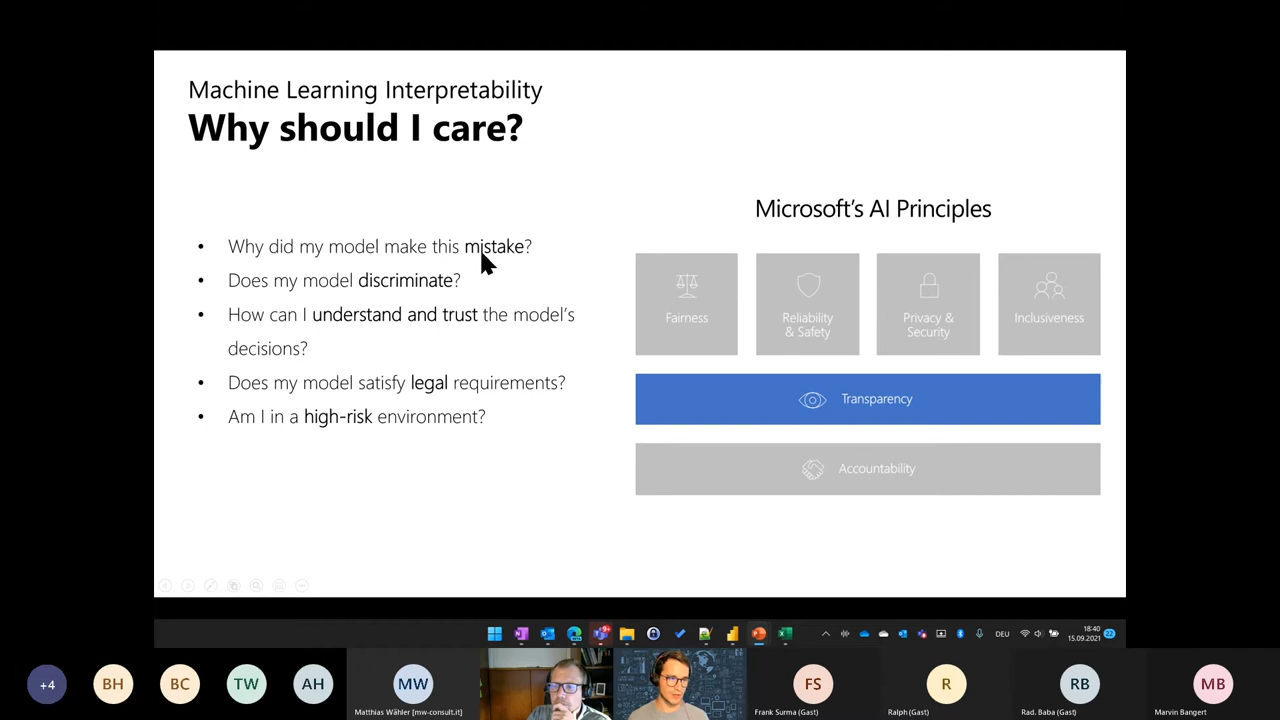 Machine Learning Interpretability
Why should I care?
Microsoft's AI Principles
• Why did my model make this mistake?
• Does my model discriminate?
• How can I understand and trust the model's
decisions?
• Does my model satisfy legal requirements?
• Am I in a high-risk environment?
Fairness
Reliability
& Safety
Privacy &
Security
Inclusiveness
Transparency
Accountability
DEU
18:40
15.09.2021
22
+4
BH
BC
TW
AH
MW
Matthias Wähler [mw-consult.it]
FS
Frank Surma (Gast)
R
Ralph (Gast)
RB
Rad. Baba (Gast)
MB
Marvin Bangert